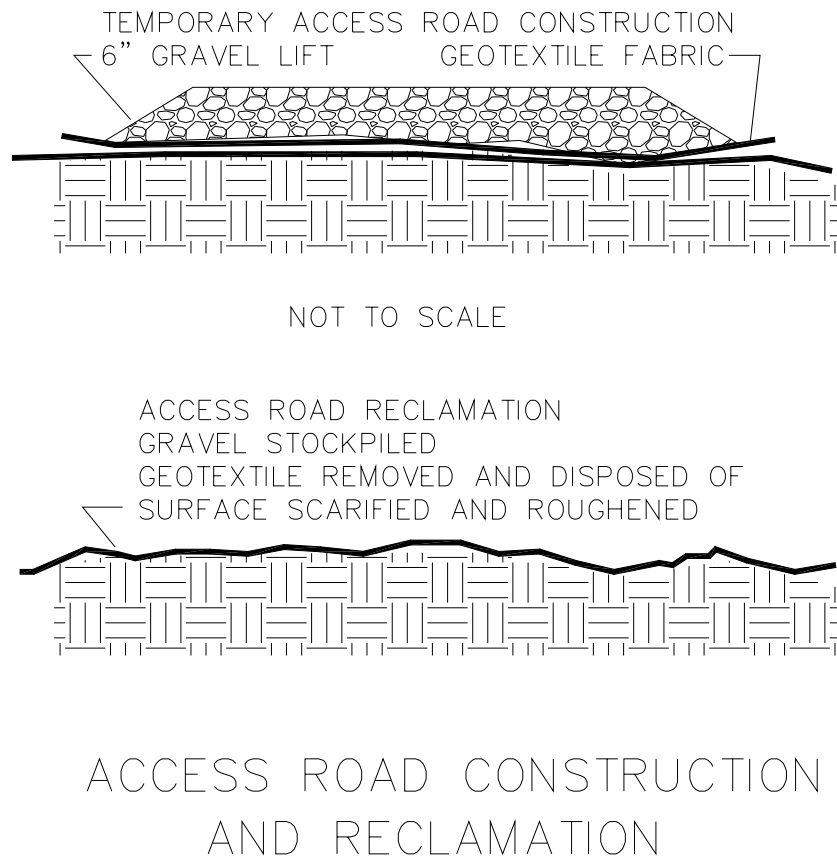 TEMPORARY ACCESS ROAD CONSTRUCTION
6" GRAVEL LIFT GEOTEXTILE FABRIC
NOT TO SCALE
ACCESS ROAD RECLAMATION
GRAVEL STOCKPILED
GEOTEXTILE REMOVED AND DISPOSED OF
SURFACE SCARIFIED AND ROUGHENED
ACCESS ROAD CONSTRUCTION
AND RECLAMATION